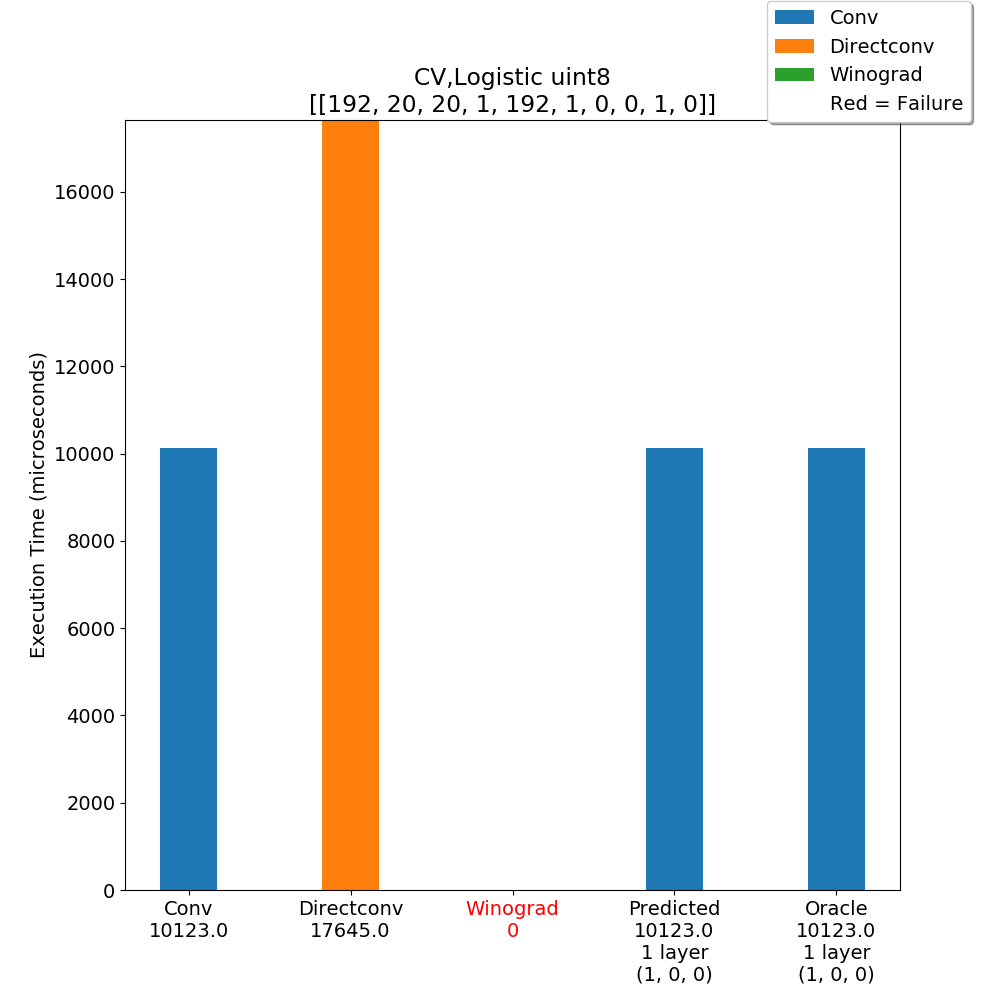 Conv
Directconv
Winograd
Red = Failure
CV,Logistic uint8
[[192, 20, 20, 1, 192, 1, 0, 0, 1, 0]]
Execution Time (microseconds)
16000
14000
12000
10000
8000
6000
4000
2000
0
Conv
10123.0
Directconv
17645.0
Winograd
0
Predicted
10123.0
1 layer
(1, 0, 0)
Oracle
10123.0
1 layer
(1, 0, 0)